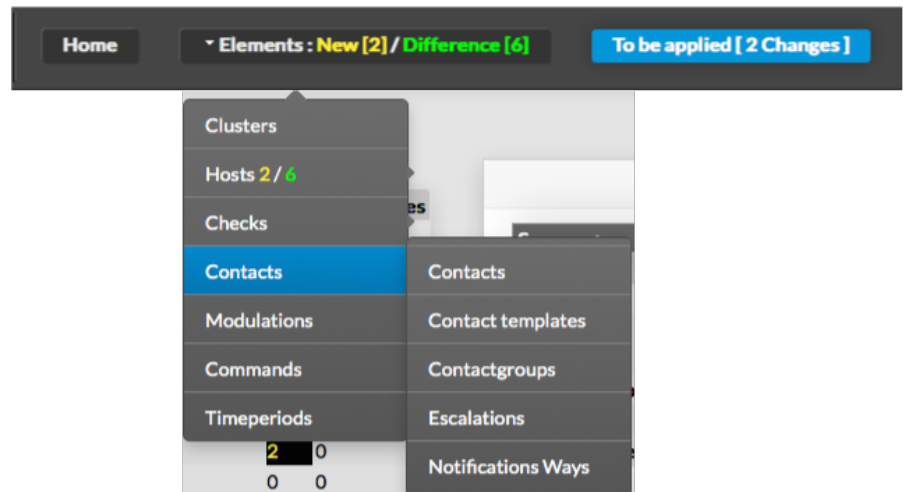 Home
Elements : New [2] / Difference [6]
To be applied [ 2 Changes ]
Clusters
Hosts 2 / 6
es
Checks
Contacts
Contacts
Modulations
Contact templates
Commands
Contactgroups
Timeperiods
Escalations
2 0
Notifications Ways
0 0